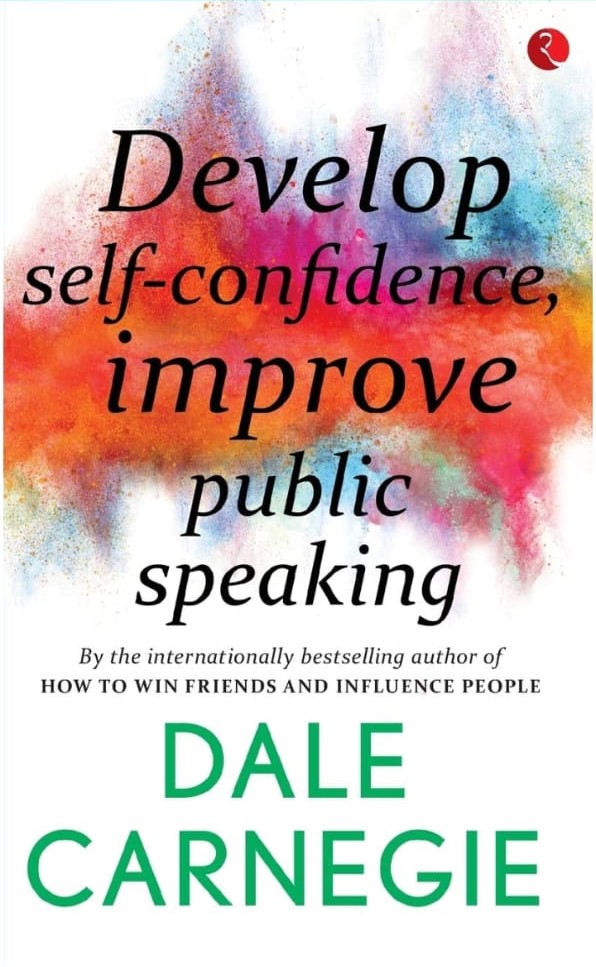 Develop
self-confidence,
improve
public
speaking
By the internationally bestselling author of
HOW TO WIN FRIENDS AND INFLUENCE PEOPLE
DALE
CARNEGIE